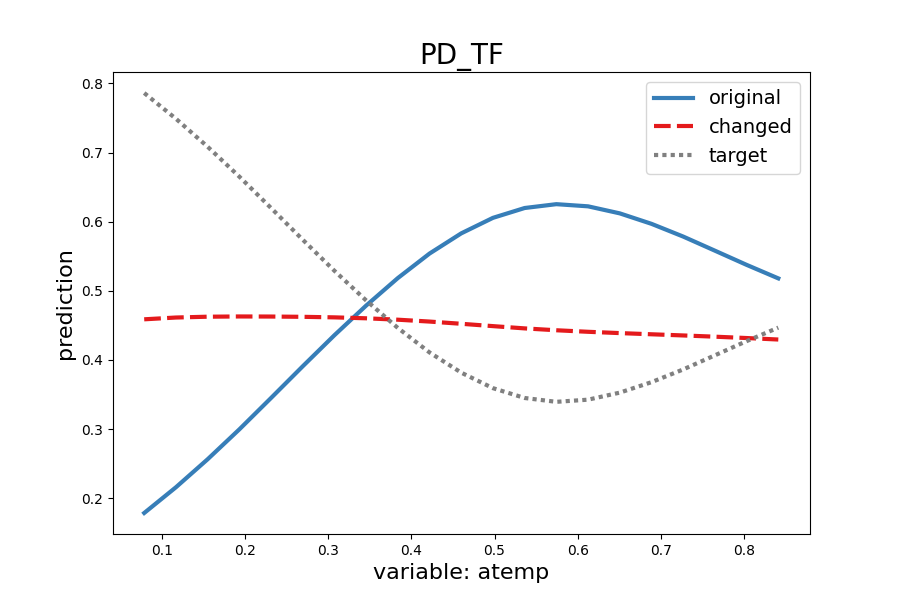 PD_TF
original
changed
target
prediction
0.8
0.7
0.6
0.5
0.4
0.3
0.2
0.1 0.2 0.3 0.4 0.5 0.6 0.7 0.8
variable: atemp